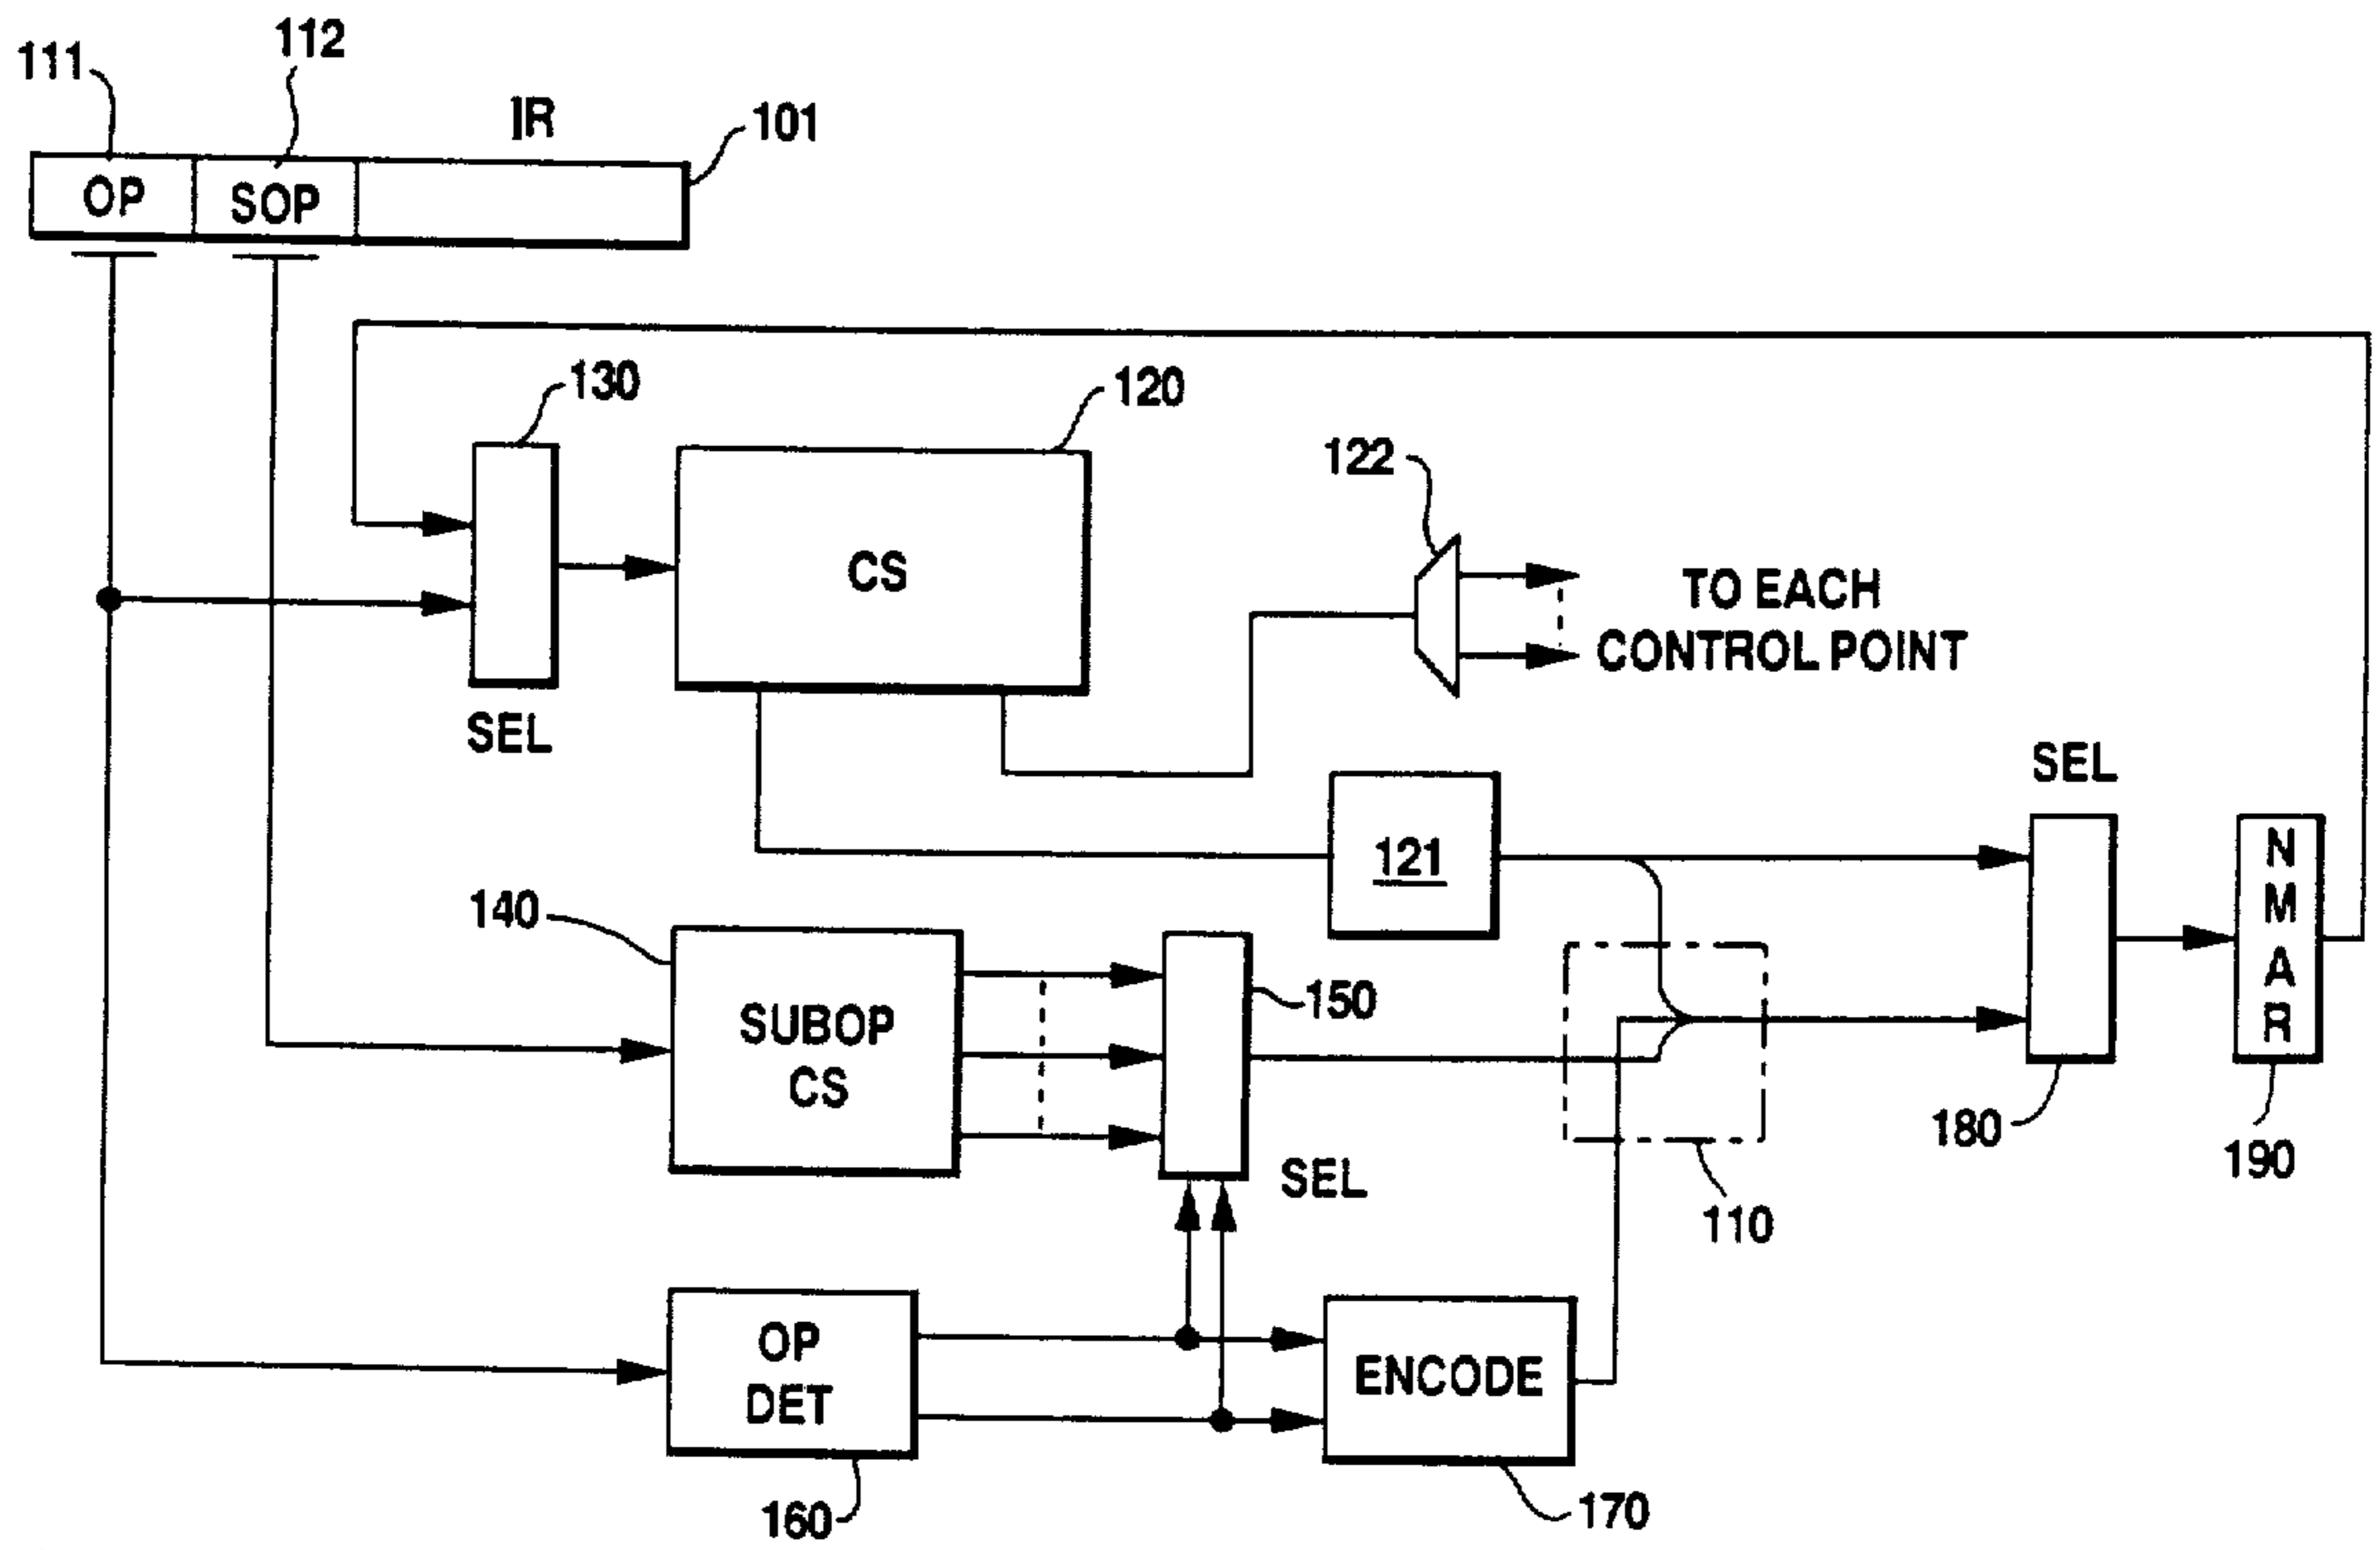 112
111
IR
101
OP
SOP
130
120
122
CS
TO EACH
CONTROL POINT
SEL
SEL
121
NMAR
140
150
SUBOP
CS
180
190
SEL
110
OP
DET
ENCODE
160
170